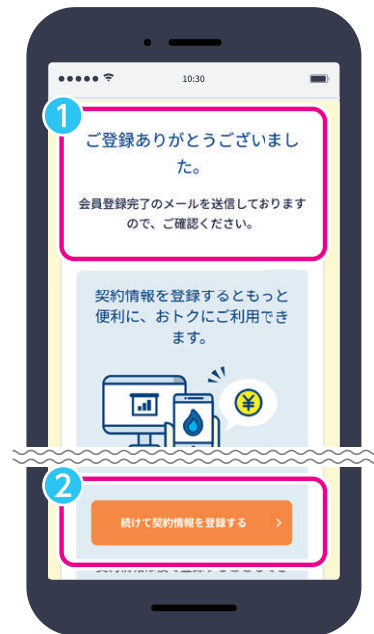 10:30
1
ご登録ありがとうございまし
た。
会員登録完了のメールを送信しております
ので、ご確認ください。
契約情報を登録するともっと
便利に、おトクにご利用でき
ます。
¥
2
続けて契約情報を登録する